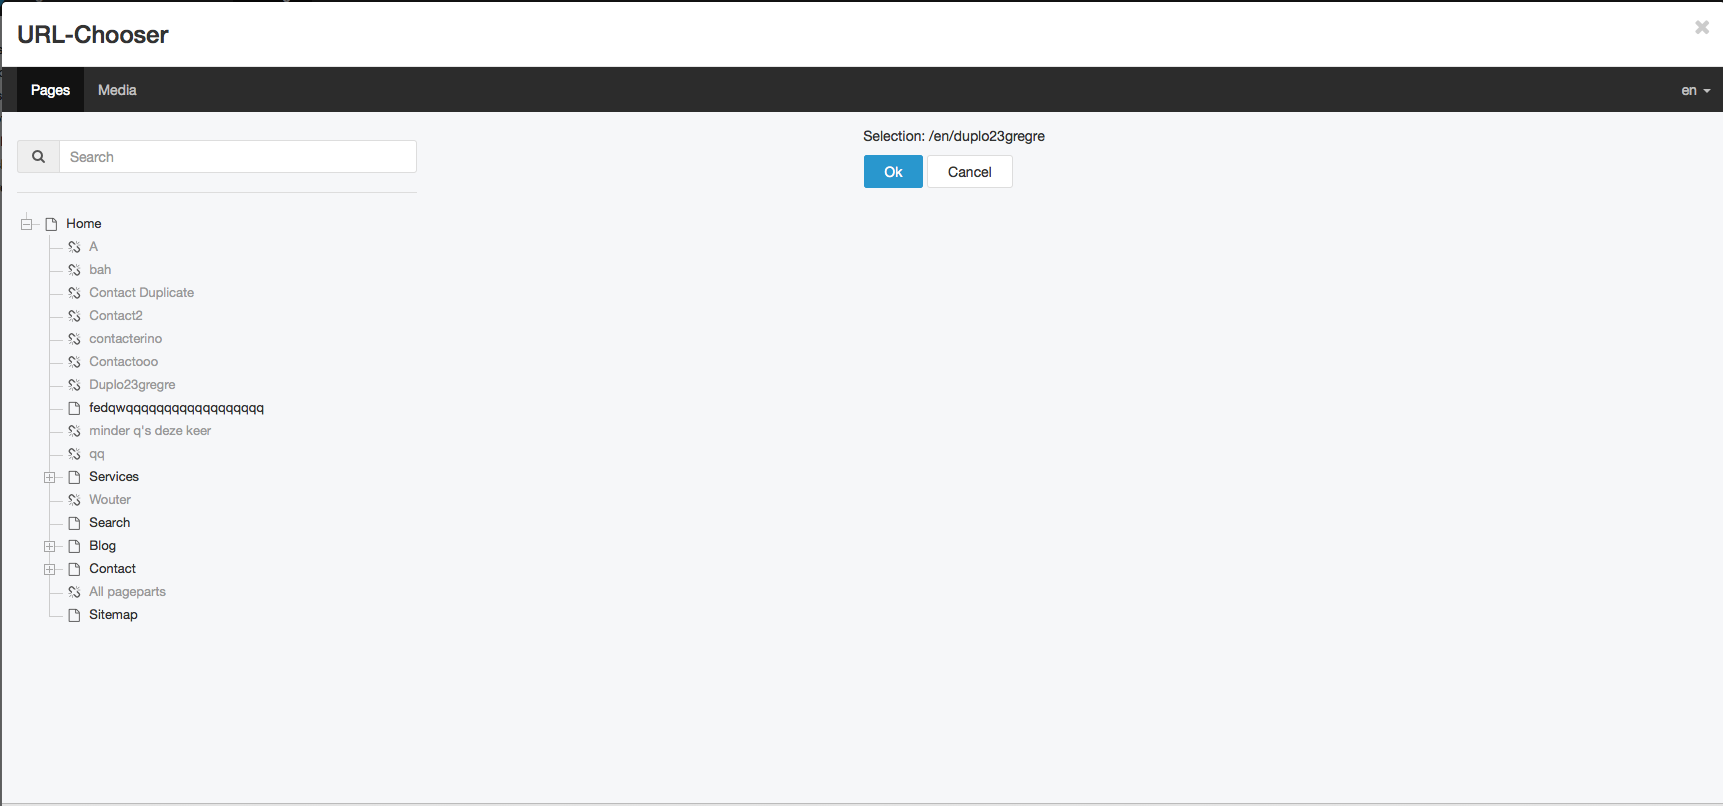 URL-Chooser
Pages Media en
Search
Selection: /en/duplo23gregre
Ok Cancel
Home
A
bah
Contact Duplicate
Contact2
contacterino
Contactooo
Duplo23gregre
fedqwqqqqqqqqqqqqqqqqqq
minder q's deze keer
qq
Services
Wouter
Search
Blog
Contact
All pageparts
Sitemap